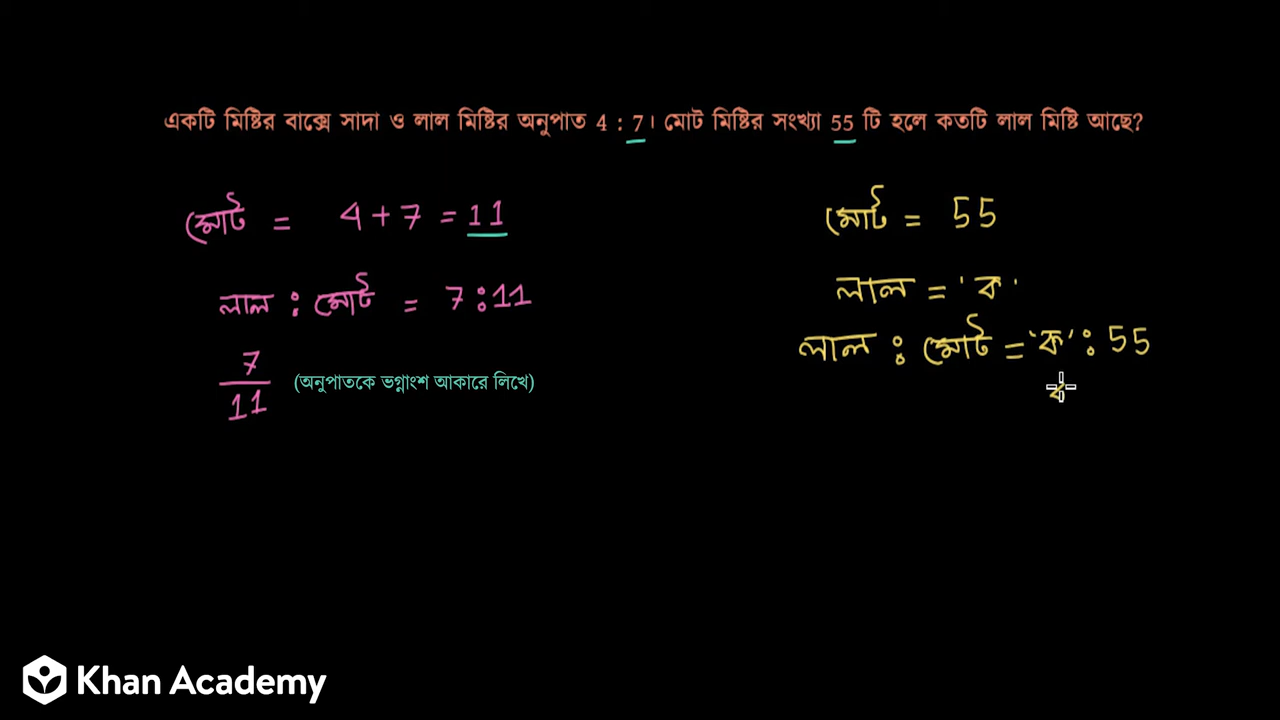 একটি মিষ্টির বাক্সে সাদা ও লাল মিষ্টির অনুপাত 4 : 7। মোট মিষ্টির সংখ্যা 55 টি হলে কতটি লাল মিষ্টি আছে?
মোট = 4 + 7 = 11
লাল : মোট = 7 : 11
7
11
(অনুপাতকে ভগ্নাংশ আকারে লিখে)
মোট = 55
লাল = 'ক'
লাল : মোট = 'ক' : 55
Khan Academy